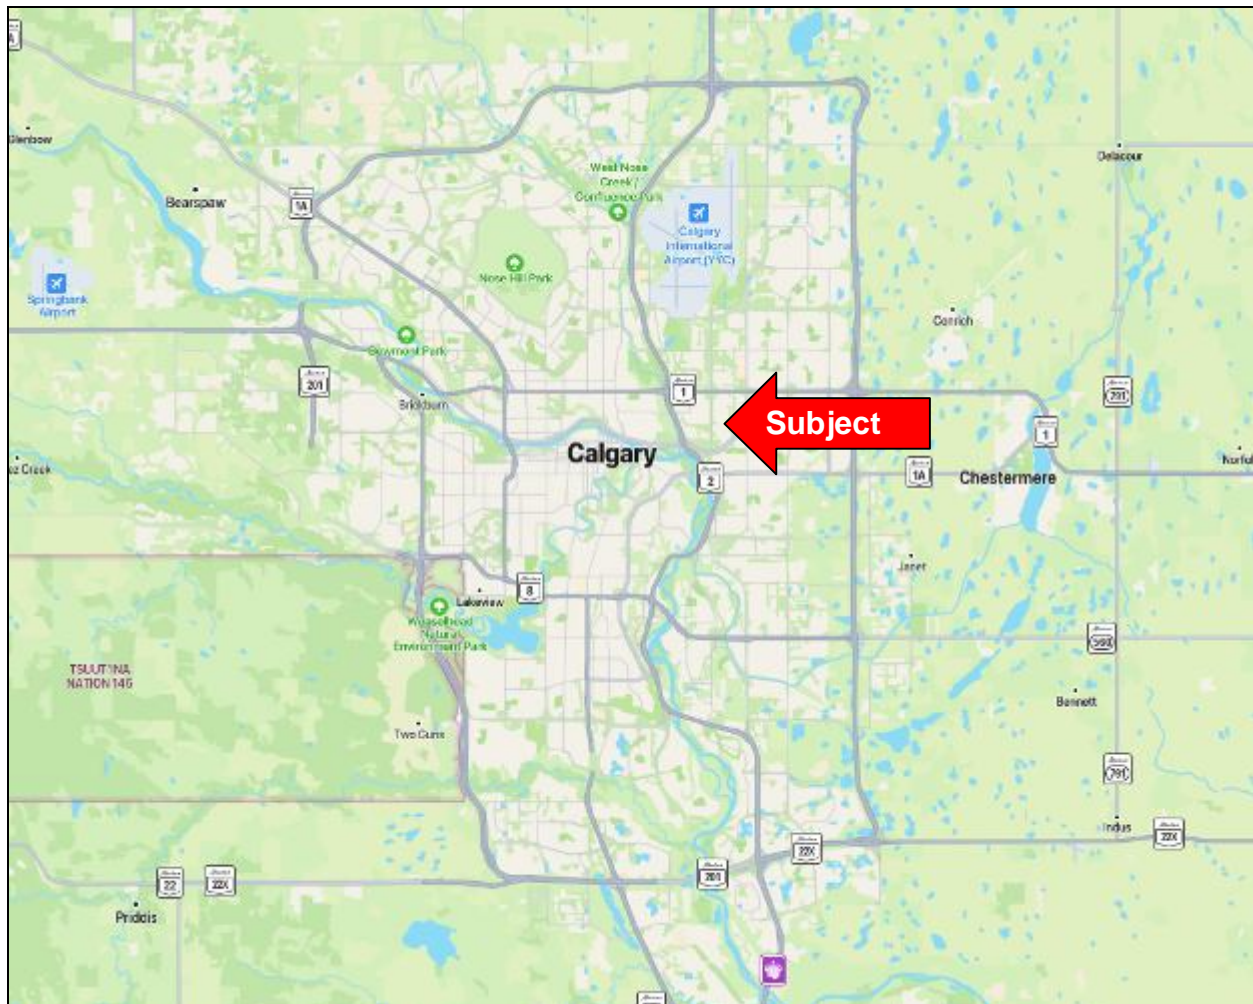 A
Glenbow
West Nose
Creek /
Confluence Park
Delacour
Bearspaw
1A
Calgary
International
Airport (YYC)
Nose Hill Park
Springbank
Airport
Conrich
Bowmont Park
201
1
791
Brickburn
Subject
1
Calgary
2
1A
Chestermere
8
Janet
Lakeview
Weaselhead
Natural
Environment Park
560
TSUUT'INA
NATION 145
Bennett
Two Guns
791
Indus
22X
22X
201
22
22X
Priddis